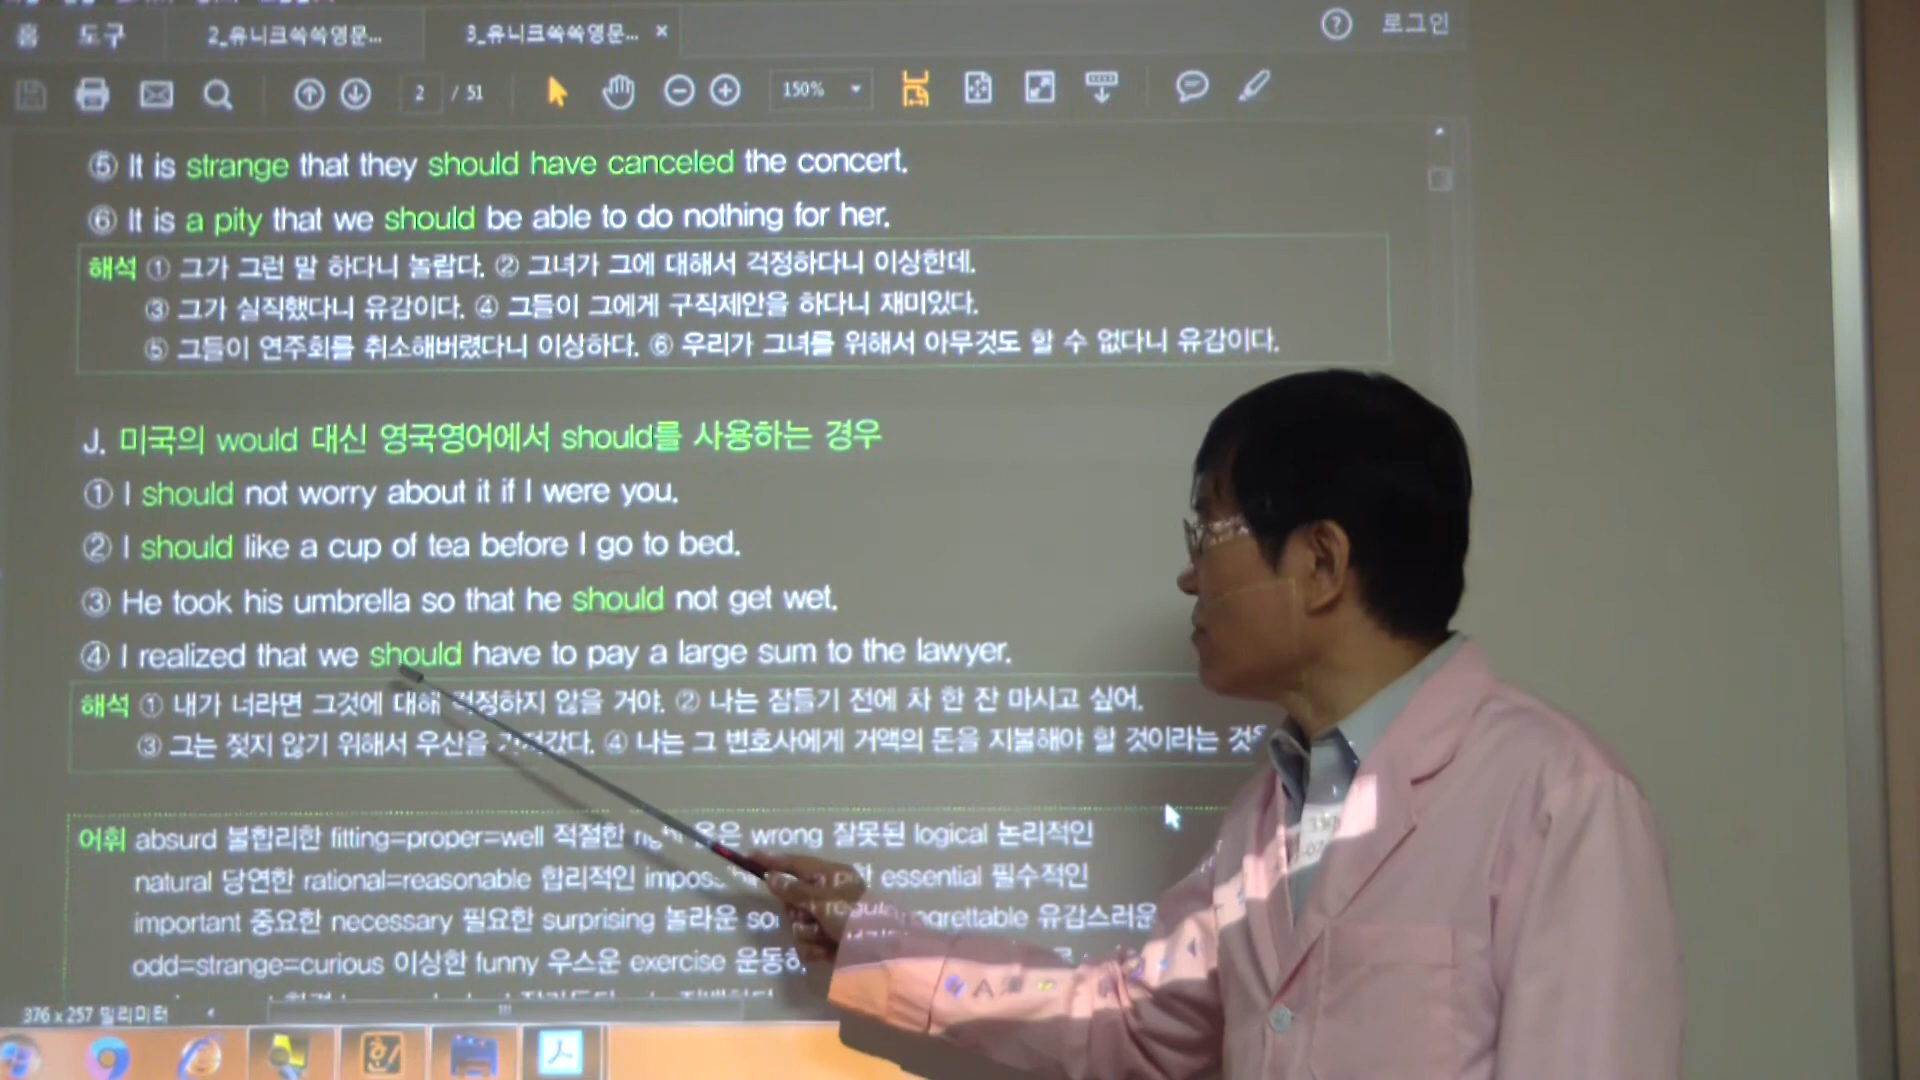 홈 도구 2_유니크쏙쏙영문... 3_유니크쏙쏙영문... × ? 로그인
2 / 51 150%
⑤ It is strange that they should have canceled the concert.
⑥ It is a pity that we should be able to do nothing for her.
해석 ① 그가 그런 말 하다니 놀랍다. ② 그녀가 그에 대해서 걱정하다니 이상한데.
③ 그가 실직했다니 유감이다. ④ 그들이 그에게 구직제안을 하다니 재미있다.
⑤ 그들이 연주회를 취소해버렸다니 이상하다. ⑥ 우리가 그녀를 위해서 아무것도 할 수 없다니 유감이다.
J. 미국의 would 대신 영국영어에서 should를 사용하는 경우
① I should not worry about it if I were you.
② I should like a cup of tea before I go to bed.
③ He took his umbrella so that he should not get wet.
④ I realized that we should have to pay a large sum to the lawyer.
해석 ① 내가 너라면 그것에 대해 걱정하지 않을 거야. ② 나는 잠들기 전에 차 한 잔 마시고 싶어.
③ 그는 젖지 않기 위해서 우산을 ④ 나는 그 변호사에게 거액의 돈을 지불해야 할 것이라는
어휘 absurd 불합리한 fitting=proper=well 적절한 옳은 wrong 잘못된 logical 논리적인
natural 당연한 rational=reasonable 합리적인 essential 필수적인
important 중요한 necessary 필요한 surprising 놀라운 유감스러운
odd=strange=curious 이상한 funny 우스운 exercise
376 x 257 밀리미터